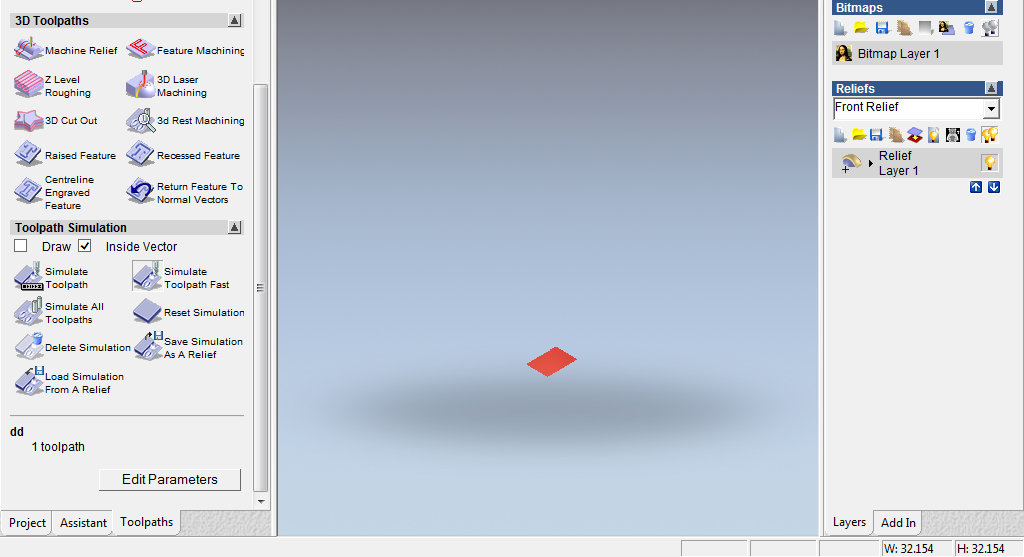 3D Toolpaths
Machine Relief
Feature Machining
Z Level
Roughing
3D Laser
Machining
3D Cut Out
3d Rest Machining
Raised Feature
Recessed Feature
Centreline
Engraved
Feature
Return Feature To
Normal Vectors
Toolpath Simulation
Draw
Inside Vector
Simulate
Toolpath
Simulate
Toolpath Fast
Simulate All
Toolpaths
Reset Simulation
Delete Simulation
Save Simulation
As A Relief
Load Simulation
From A Relief
dd
1 toolpath
Edit Parameters
Project
Assistant
Toolpaths
Bitmaps
Bitmap Layer 1
Reliefs
Front Relief
Relief
Layer 1
Layers
Add In
W: 32.154
H: 32.154